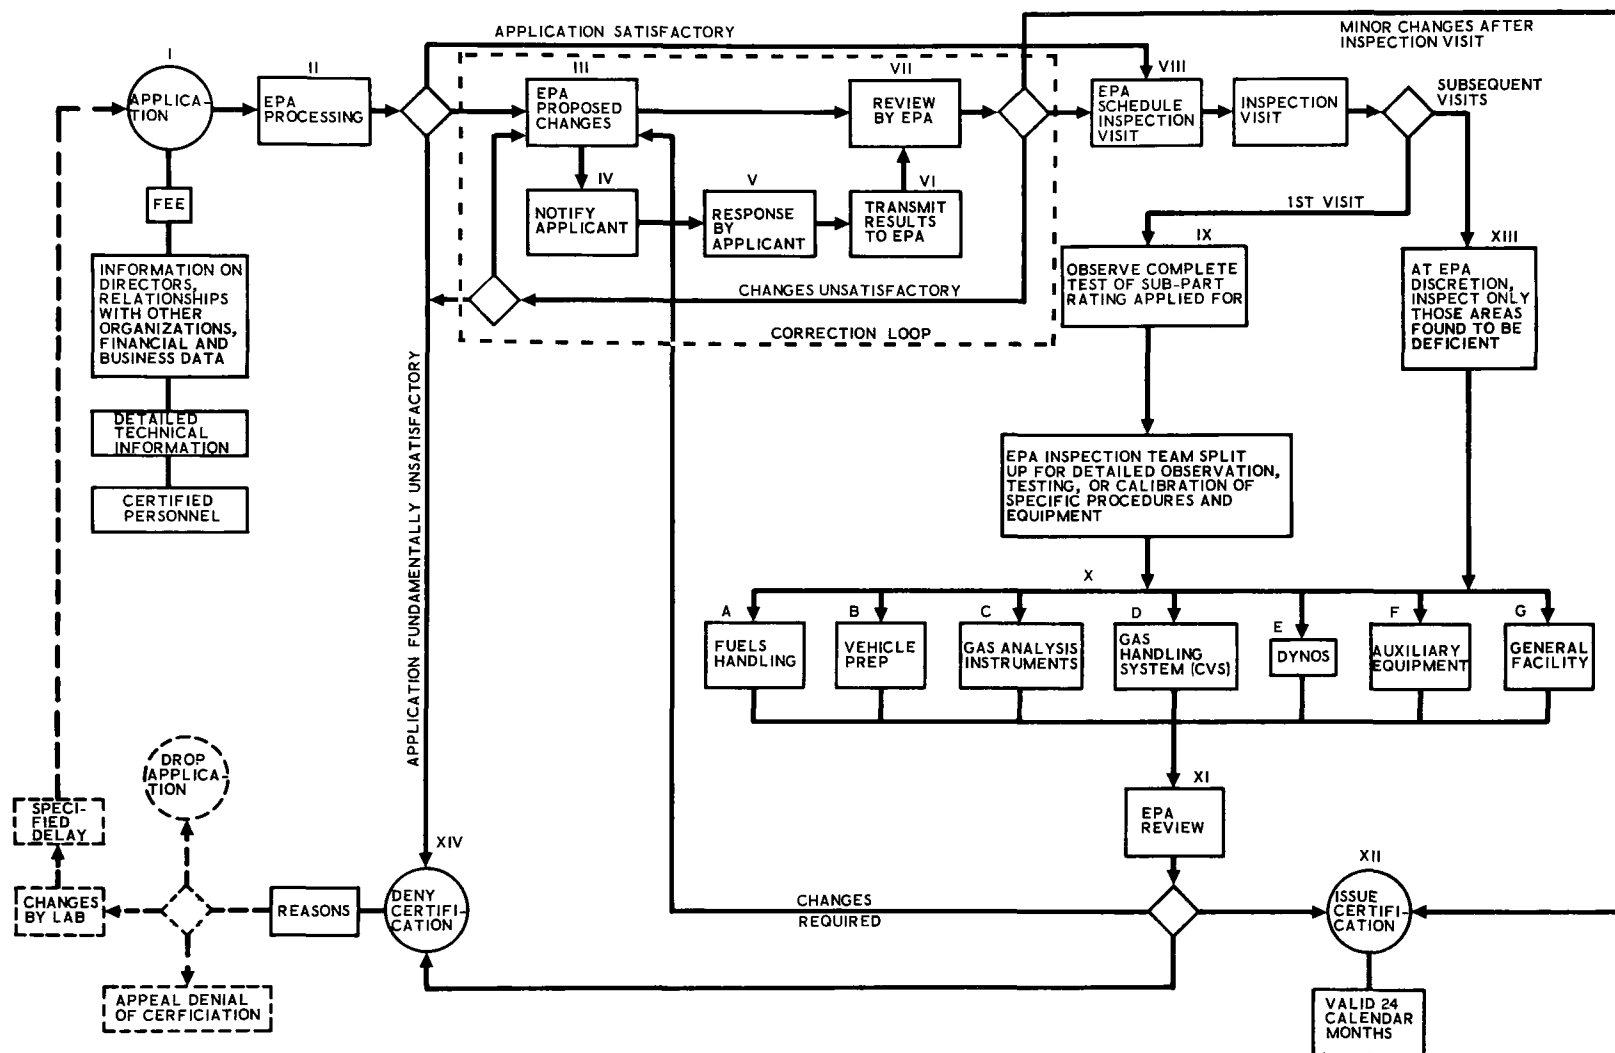 APPLICATION SATISFACTORY
MINOR CHANGES AFTER
INSPECTION VISIT
I
APPLICA-
TION
II
EPA
PROCESSING
III
EPA
PROPOSED
CHANGES
VII
REVIEW
BY EPA
VIII
EPA
SCHEDULE
INSPECTION
VISIT
INSPECTION
VISIT
SUBSEQUENT
VISITS
FEE
IV
NOTIFY
APPLICANT
V
RESPONSE
BY
APPLICANT
VI
TRANSMIT
RESULTS
TO EPA
1ST VISIT
INFORMATION ON
DIRECTORS,
RELATIONSHIPS
WITH OTHER
ORGANIZATIONS,
FINANCIAL AND
BUSINESS DATA
CHANGES UNSATISFACTORY
CORRECTION LOOP
IX
OBSERVE COMPLETE
TEST OF SUB-PART
RATING APPLIED FOR
XIII
AT EPA
DISCRETION,
INSPECT ONLY
THOSE AREAS
FOUND TO BE
DEFICIENT
DETAILED
TECHNICAL
INFORMATION
CERTIFIED
PERSONNEL
APPLICATION FUNDAMENTALLY UNSATISFACTORY
EPA INSPECTION TEAM SPLIT
UP FOR DETAILED OBSERVATION,
TESTING, OR CALIBRATION OF
SPECIFIC PROCEDURES AND
EQUIPMENT
X
A
FUELS
HANDLING
B
VEHICLE
PREP
C
GAS ANALYSIS
INSTRUMENTS
D
GAS
HANDLING
SYSTEM (CVS)
E
DYNOS
F
AUXILIARY
EQUIPMENT
G
GENERAL
FACILITY
DROP
APPLICA-
TION
SPECI-
FIED
DELAY
XI
EPA
REVIEW
CHANGES
BY LAB
REASONS
XIV
DENY
CERTIFI-
CATION
CHANGES
REQUIRED
XII
ISSUE
CERTIFI-
CATION
APPEAL DENIAL
OF CERFICIATION
VALID 24
CALENDAR
MONTHS